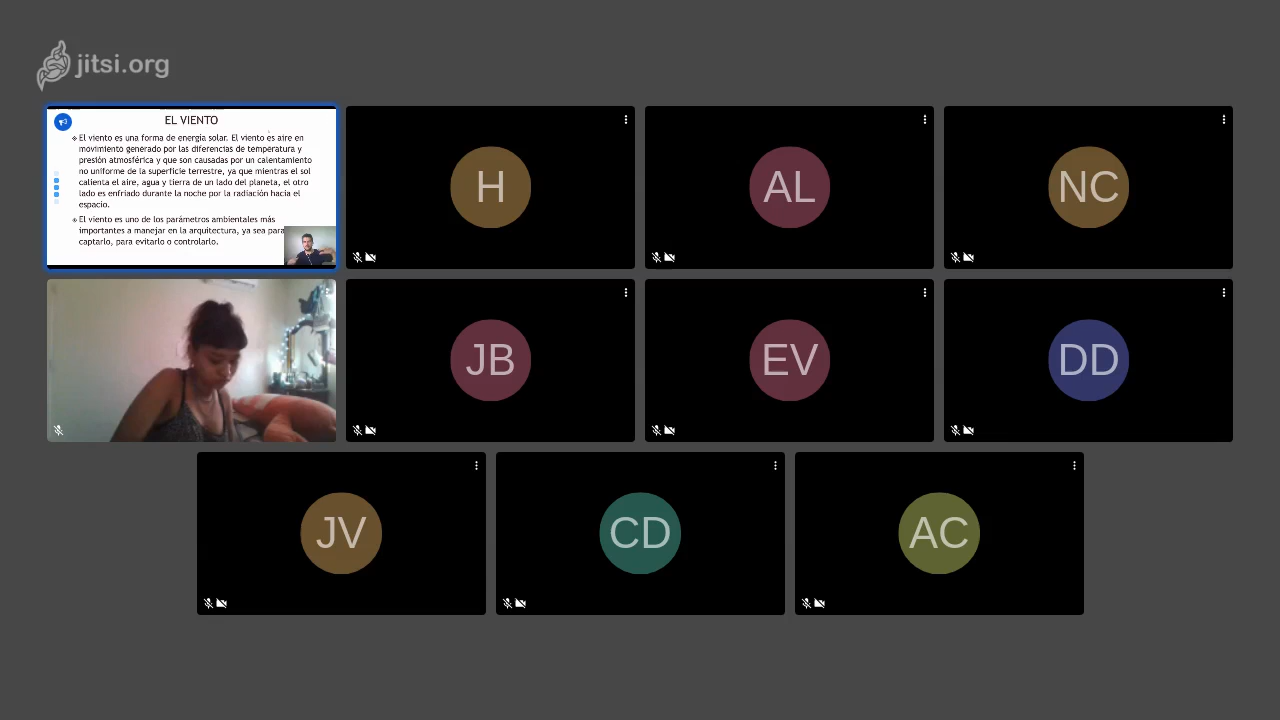 jitsi.org
EL VIENTO
El viento es una forma de energía solar. El viento es aire en
movimiento generado por las diferencias de temperatura y
presión atmosférica y que son causadas por un calentamiento
no uniforme de la superficie terrestre, ya que mientras el sol
calienta el aire, agua y tierra de un lado del planeta, el otro
lado es enfriado durante la noche por la radiación hacia el
espacio.
El viento es uno de los parámetros ambientales más
importantes a manejar en la arquitectura, ya sea para
captarlo, para evitarlo o controlarlo.
H
AL
NC
JB
EV
DD
JV
CD
AC